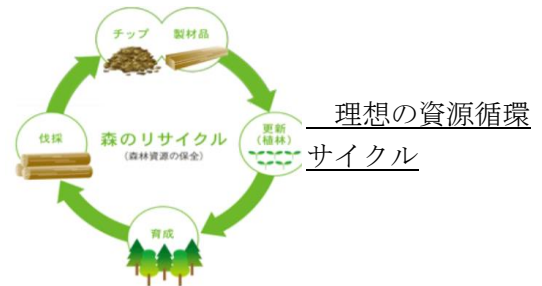 チップ 製材品
伐採
森のリサイクル
(森林資源の保全)
更新
(植林)
育成
理想の資源循環
サイクル